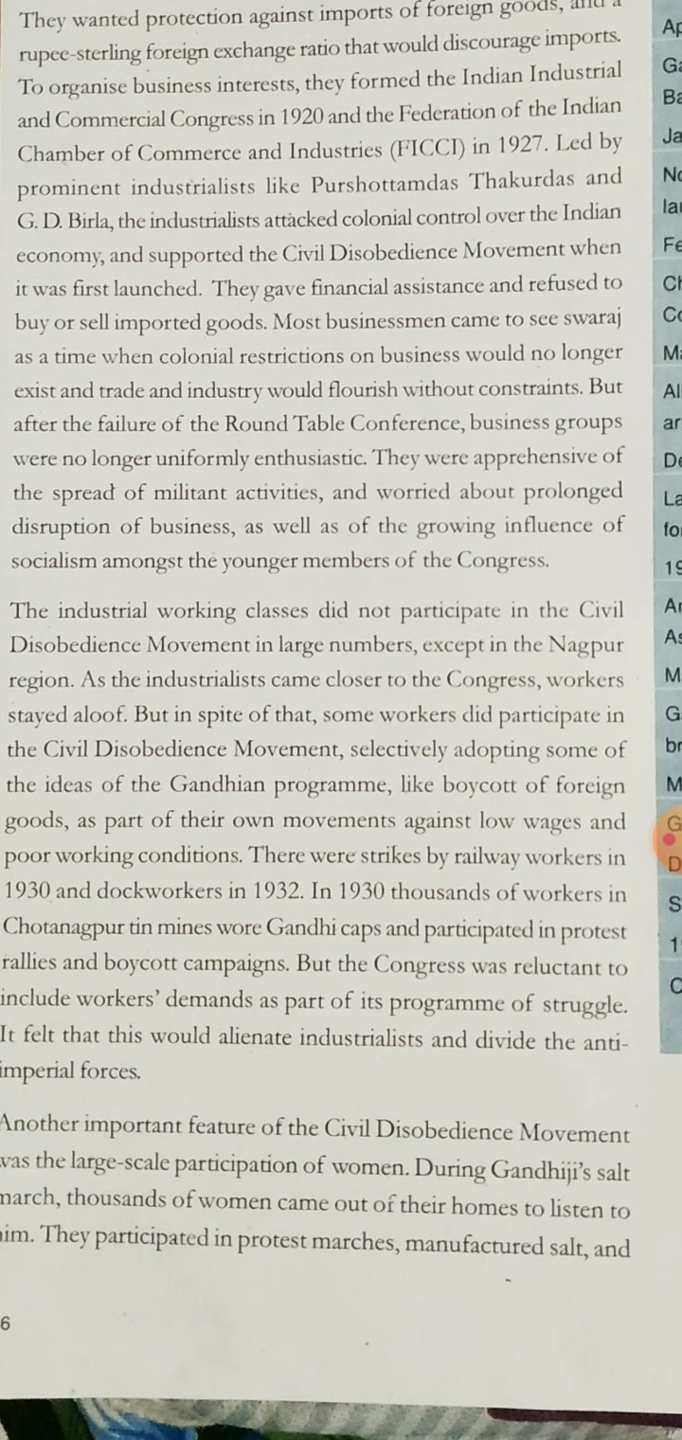 They wanted protection against imports of foreign goods, and a
rupee-sterling foreign exchange ratio that would discourage imports.
To organise business interests, they formed the Indian Industrial
and Commercial Congress in 1920 and the Federation of the Indian
Chamber of Commerce and Industries (FICCI) in 1927. Led by
prominent industrialists like Purshottamdas Thakurdas and
G. D. Birla, the industrialists attacked colonial control over the Indian
economy, and supported the Civil Disobedience Movement when
it was first launched. They gave financial assistance and refused to
buy or sell imported goods. Most businessmen came to see swaraj
as a time when colonial restrictions on business would no longer
exist and trade and industry would flourish without constraints. But
after the failure of the Round Table Conference, business groups
were no longer uniformly enthusiastic. They were apprehensive of
the spread of militant activities, and worried about prolonged
disruption of business, as well as of the growing influence of
socialism amongst the younger members of the Congress.
The industrial working classes did not participate in the Civil
Disobedience Movement in large numbers, except in the Nagpur
region. As the industrialists came closer to the Congress, workers
stayed aloof. But in spite of that, some workers did participate in
the Civil Disobedience Movement, selectively adopting some of
the ideas of the Gandhian programme, like boycott of foreign
goods, as part of their own movements against low wages and
poor working conditions. There were strikes by railway workers in
1930 and dockworkers in 1932. In 1930 thousands of workers in
Chotanagpur tin mines wore Gandhi caps and participated in protest
rallies and boycott campaigns. But the Congress was reluctant to
include workers' demands as part of its programme of struggle.
It felt that this would alienate industrialists and divide the anti-
imperial forces.
Another important feature of the Civil Disobedience Movement
was the large-scale participation of women. During Gandhiji's salt
march, thousands of women came out of their homes to listen to
him. They participated in protest marches, manufactured salt, and
6